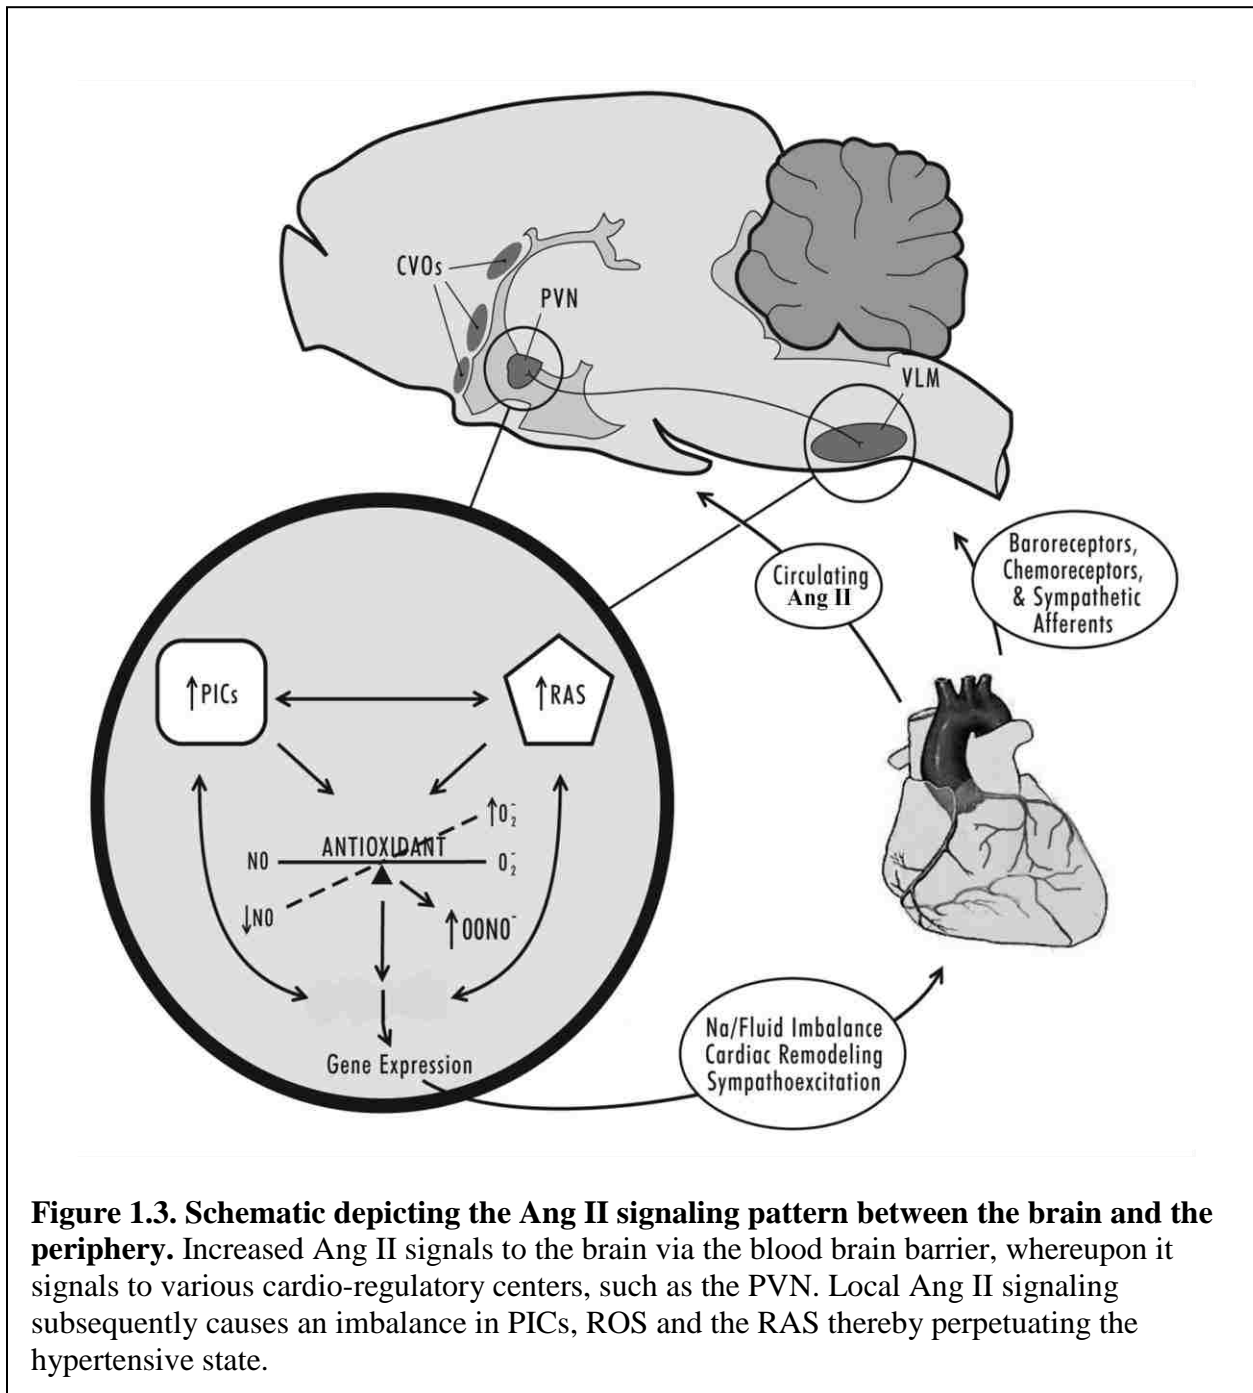 CVOs
PVN
VLM
Circulating
Ang II
Baroreceptors,
Chemoreceptors,
& Sympathetic
Afferents
↑PICs
↑RAS
↑O₂⁻
ANTIOXIDANT
NO
O₂⁻
↓NO
↑OONO⁻
Gene Expression
Na/Fluid Imbalance
Cardiac Remodeling
Sympathoexcitation
Figure 1.3. Schematic depicting the Ang II signaling pattern between the brain and the
periphery. Increased Ang II signals to the brain via the blood brain barrier, whereupon it
signals to various cardio-regulatory centers, such as the PVN. Local Ang II signaling
subsequently causes an imbalance in PICs, ROS and the RAS thereby perpetuating the
hypertensive state.